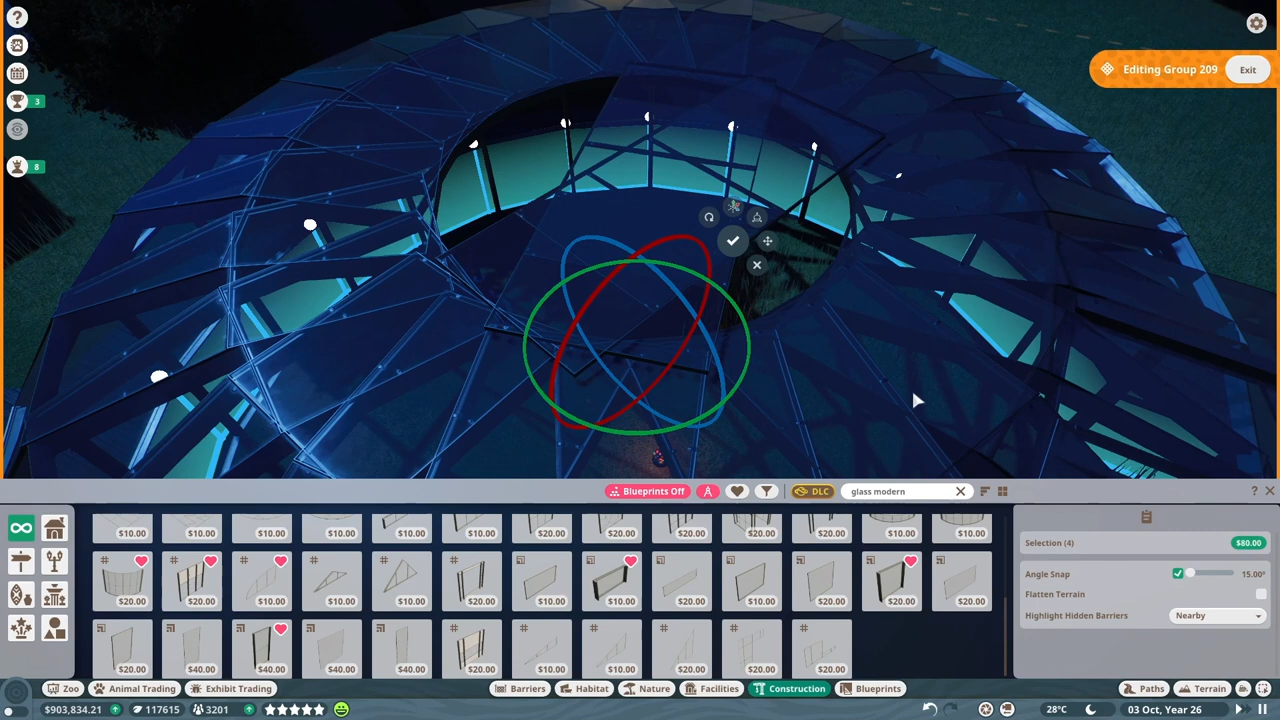 ?
Editing Group 209
Exit
3
8
Blueprints Off
DLC
glass modern
?
$10.00 $10.00 $10.00 $10.00 $10.00 $10.00 $20.00 $20.00 $20.00 $20.00 $20.00 $10.00 $10.00
$20.00 $20.00 $10.00 $10.00 $10.00 $20.00 $10.00 $10.00 $20.00 $10.00 $20.00 $20.00 $20.00
$20.00 $40.00 $40.00 $40.00 $40.00 $20.00 $10.00 $10.00 $20.00 $20.00 $20.00
Selection (4) $80.00
Angle Snap 15.00°
Flatten Terrain
Highlight Hidden Barriers Nearby
Zoo Animal Trading Exhibit Trading Barriers Habitat Nature Facilities Construction Blueprints Paths Terrain
$903,834.21 117615 3201 28°C 03 Oct, Year 26